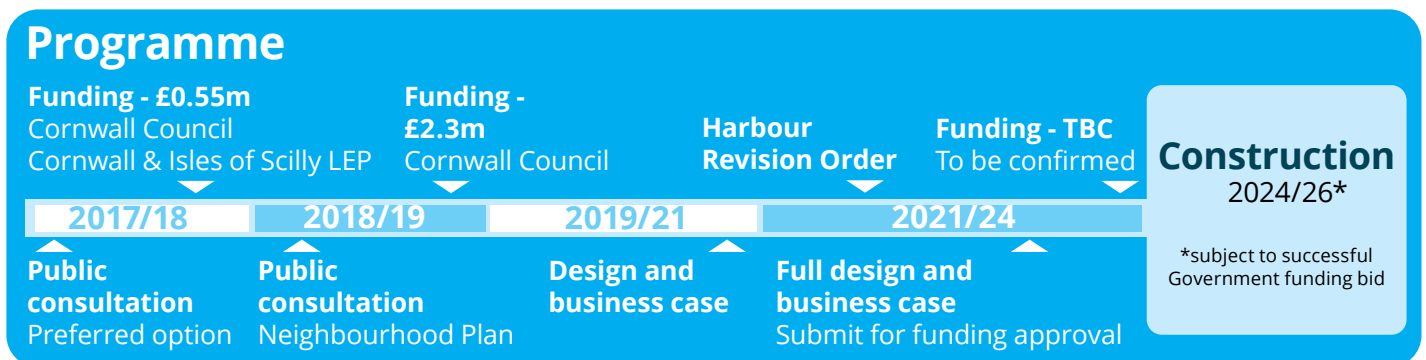 Programme
Funding - £0.55m
Cornwall Council
Cornwall & Isles of Scilly LEP
Funding -
£2.3m
Cornwall Council
Harbour
Revision Order
Funding - TBC
To be confirmed
2017/18
2018/19
2019/21
2021/24
Public
consultation
Preferred option
Public
consultation
Neighbourhood Plan
Design and
business case
Full design and
business case
Submit for funding approval
Construction
2024/26*
*subject to successful
Government funding bid